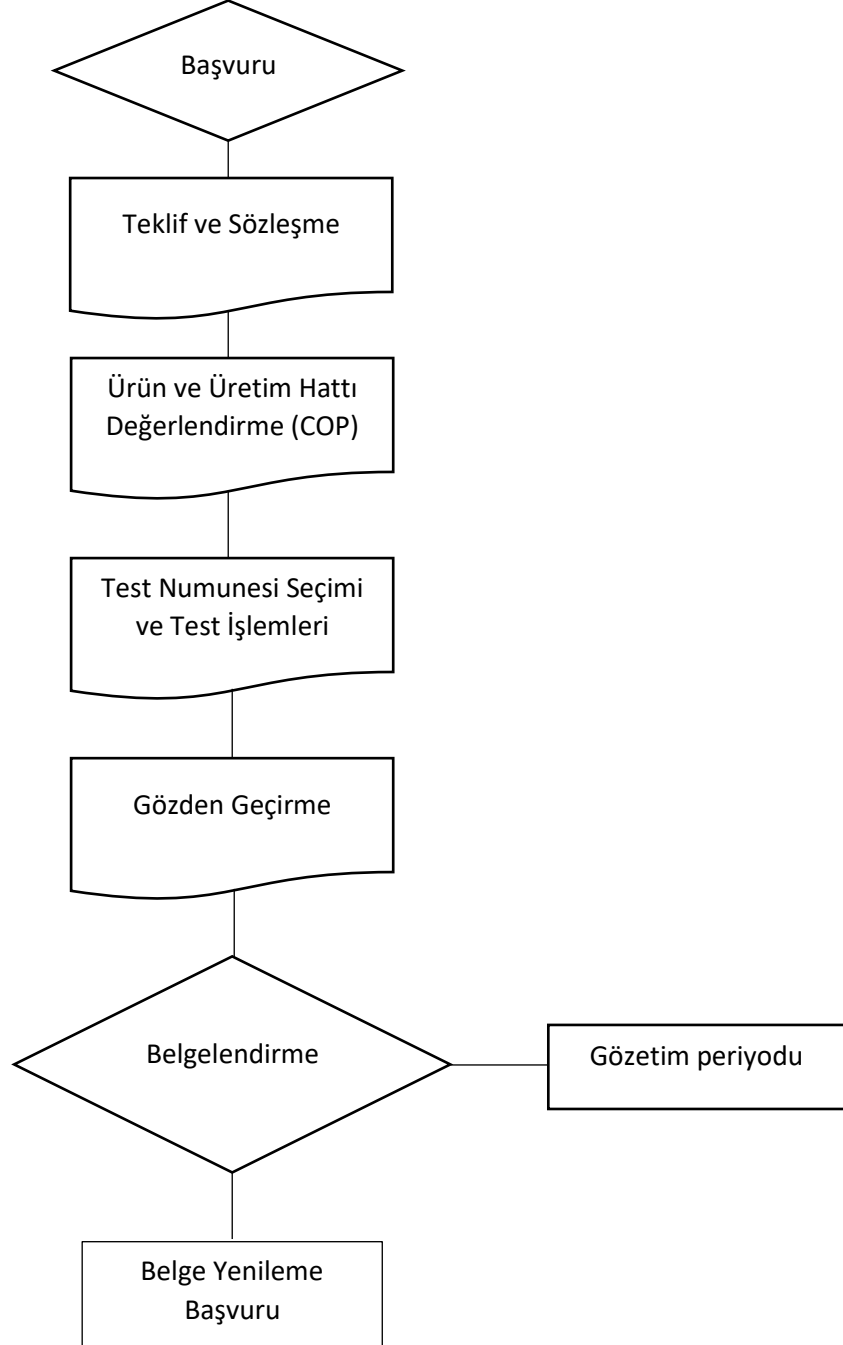 Başvuru
Teklif ve Sözleşme
Ürün ve Üretim Hattı
Değerlendirme (COP)
Test Numunesi Seçimi
ve Test İşlemleri
Gözden Geçirme
Belgelendirme
Gözetim periyodu
Belge Yenileme
Başvuru